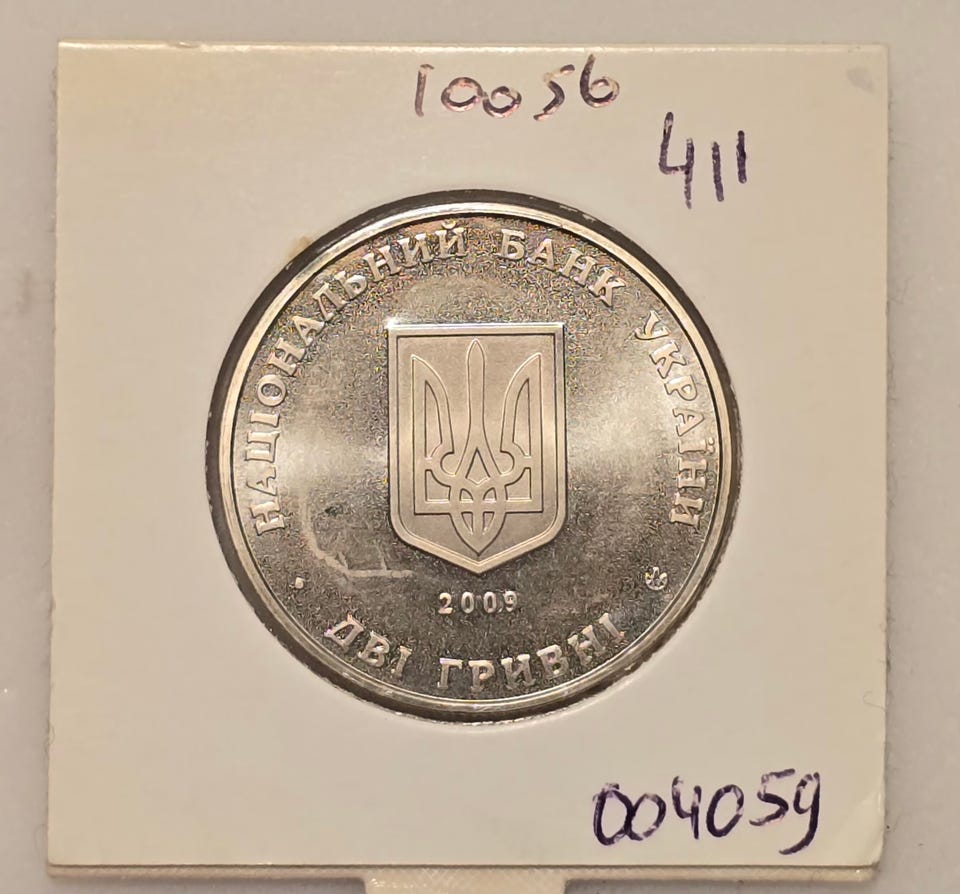 10056
411
НАЦІОНАЛЬНИЙ БАНК УКРАЇНИ
2009
ДВІ ГРИВНІ
004059